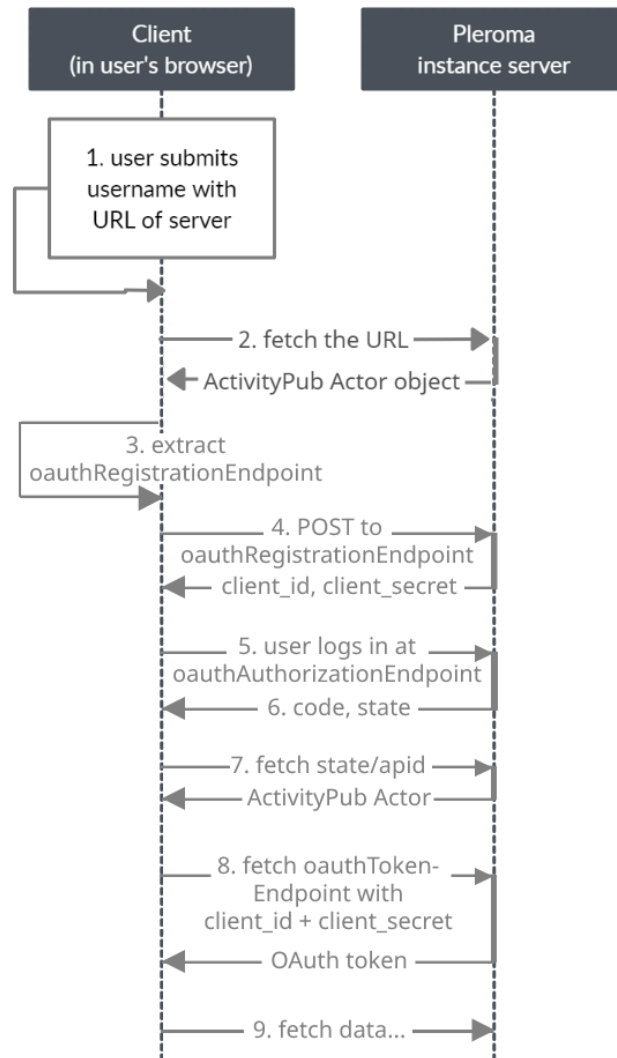 Client
(in user's browser)
Pleroma
instance server
1. user submits
username with
URL of server
2. fetch the URL
ActivityPub Actor object
3. extract
oauthRegistrationEndpoint
4. POST to
oauthRegistrationEndpoint
client_id, client_secret
5. user logs in at
oauthAuthorizationEndpoint
6. code, state
7. fetch state/apid
ActivityPub Actor
8. fetch oauthToken-
Endpoint with
client_id + client_secret
OAuth token
9. fetch data...